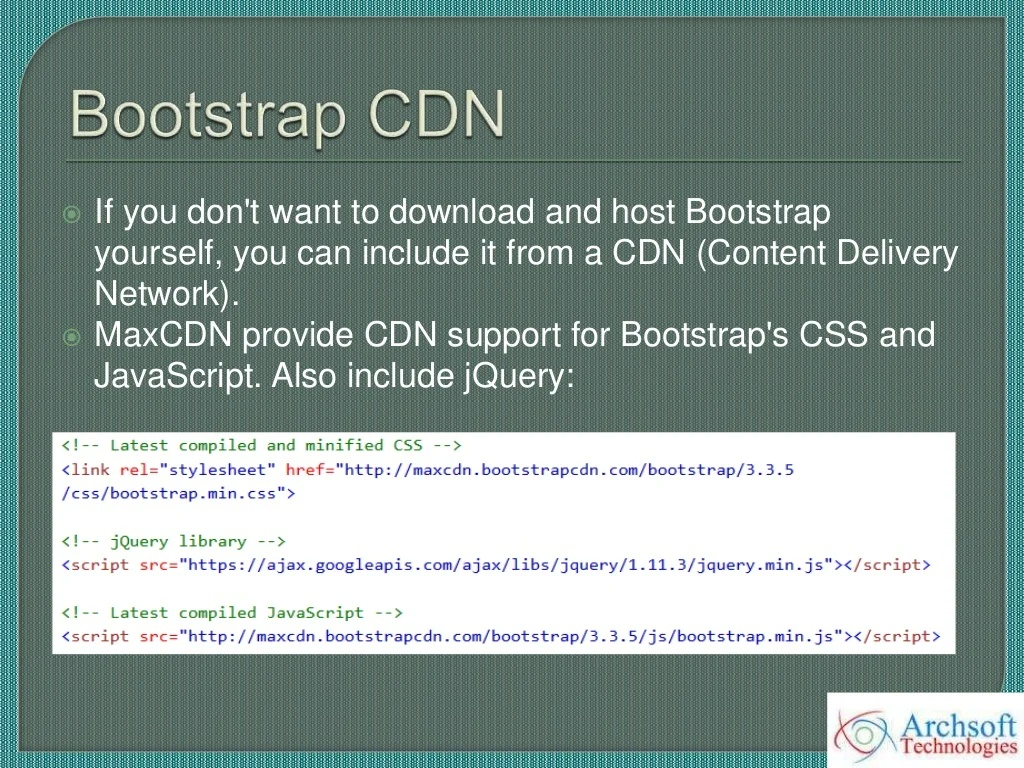 Bootstrap CDN
If you don't want to download and host Bootstrap
yourself, you can include it from a CDN (Content Delivery
Network).
MaxCDN provide CDN support for Bootstrap's CSS and
JavaScript. Also include jQuery:
<!-- Latest compiled and minified CSS -->
<link rel="stylesheet" href="http://maxcdn.bootstrapcdn.com/bootstrap/3.3.5
/css/bootstrap.min.css">
<!-- jQuery library -->
<script src="https://ajax.googleapis.com/ajax/libs/jquery/1.11.3/jquery.min.js"></script>
<!-- Latest compiled JavaScript -->
<script src="http://maxcdn.bootstrapcdn.com/bootstrap/3.3.5/js/bootstrap.min.js"></script>
Archsoft
Technologies